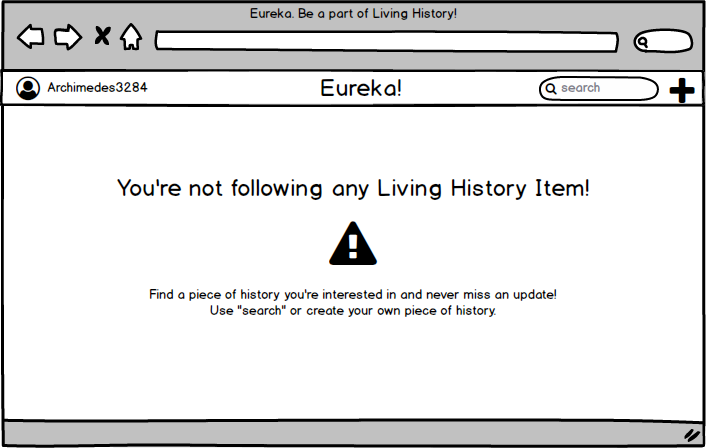 Eureka. Be a part of Living History!
Archimedes3284
Eureka!
search
You're not following any Living History Item!
Find a piece of history you're interested in and never miss an update!
Use "search" or create your own piece of history.